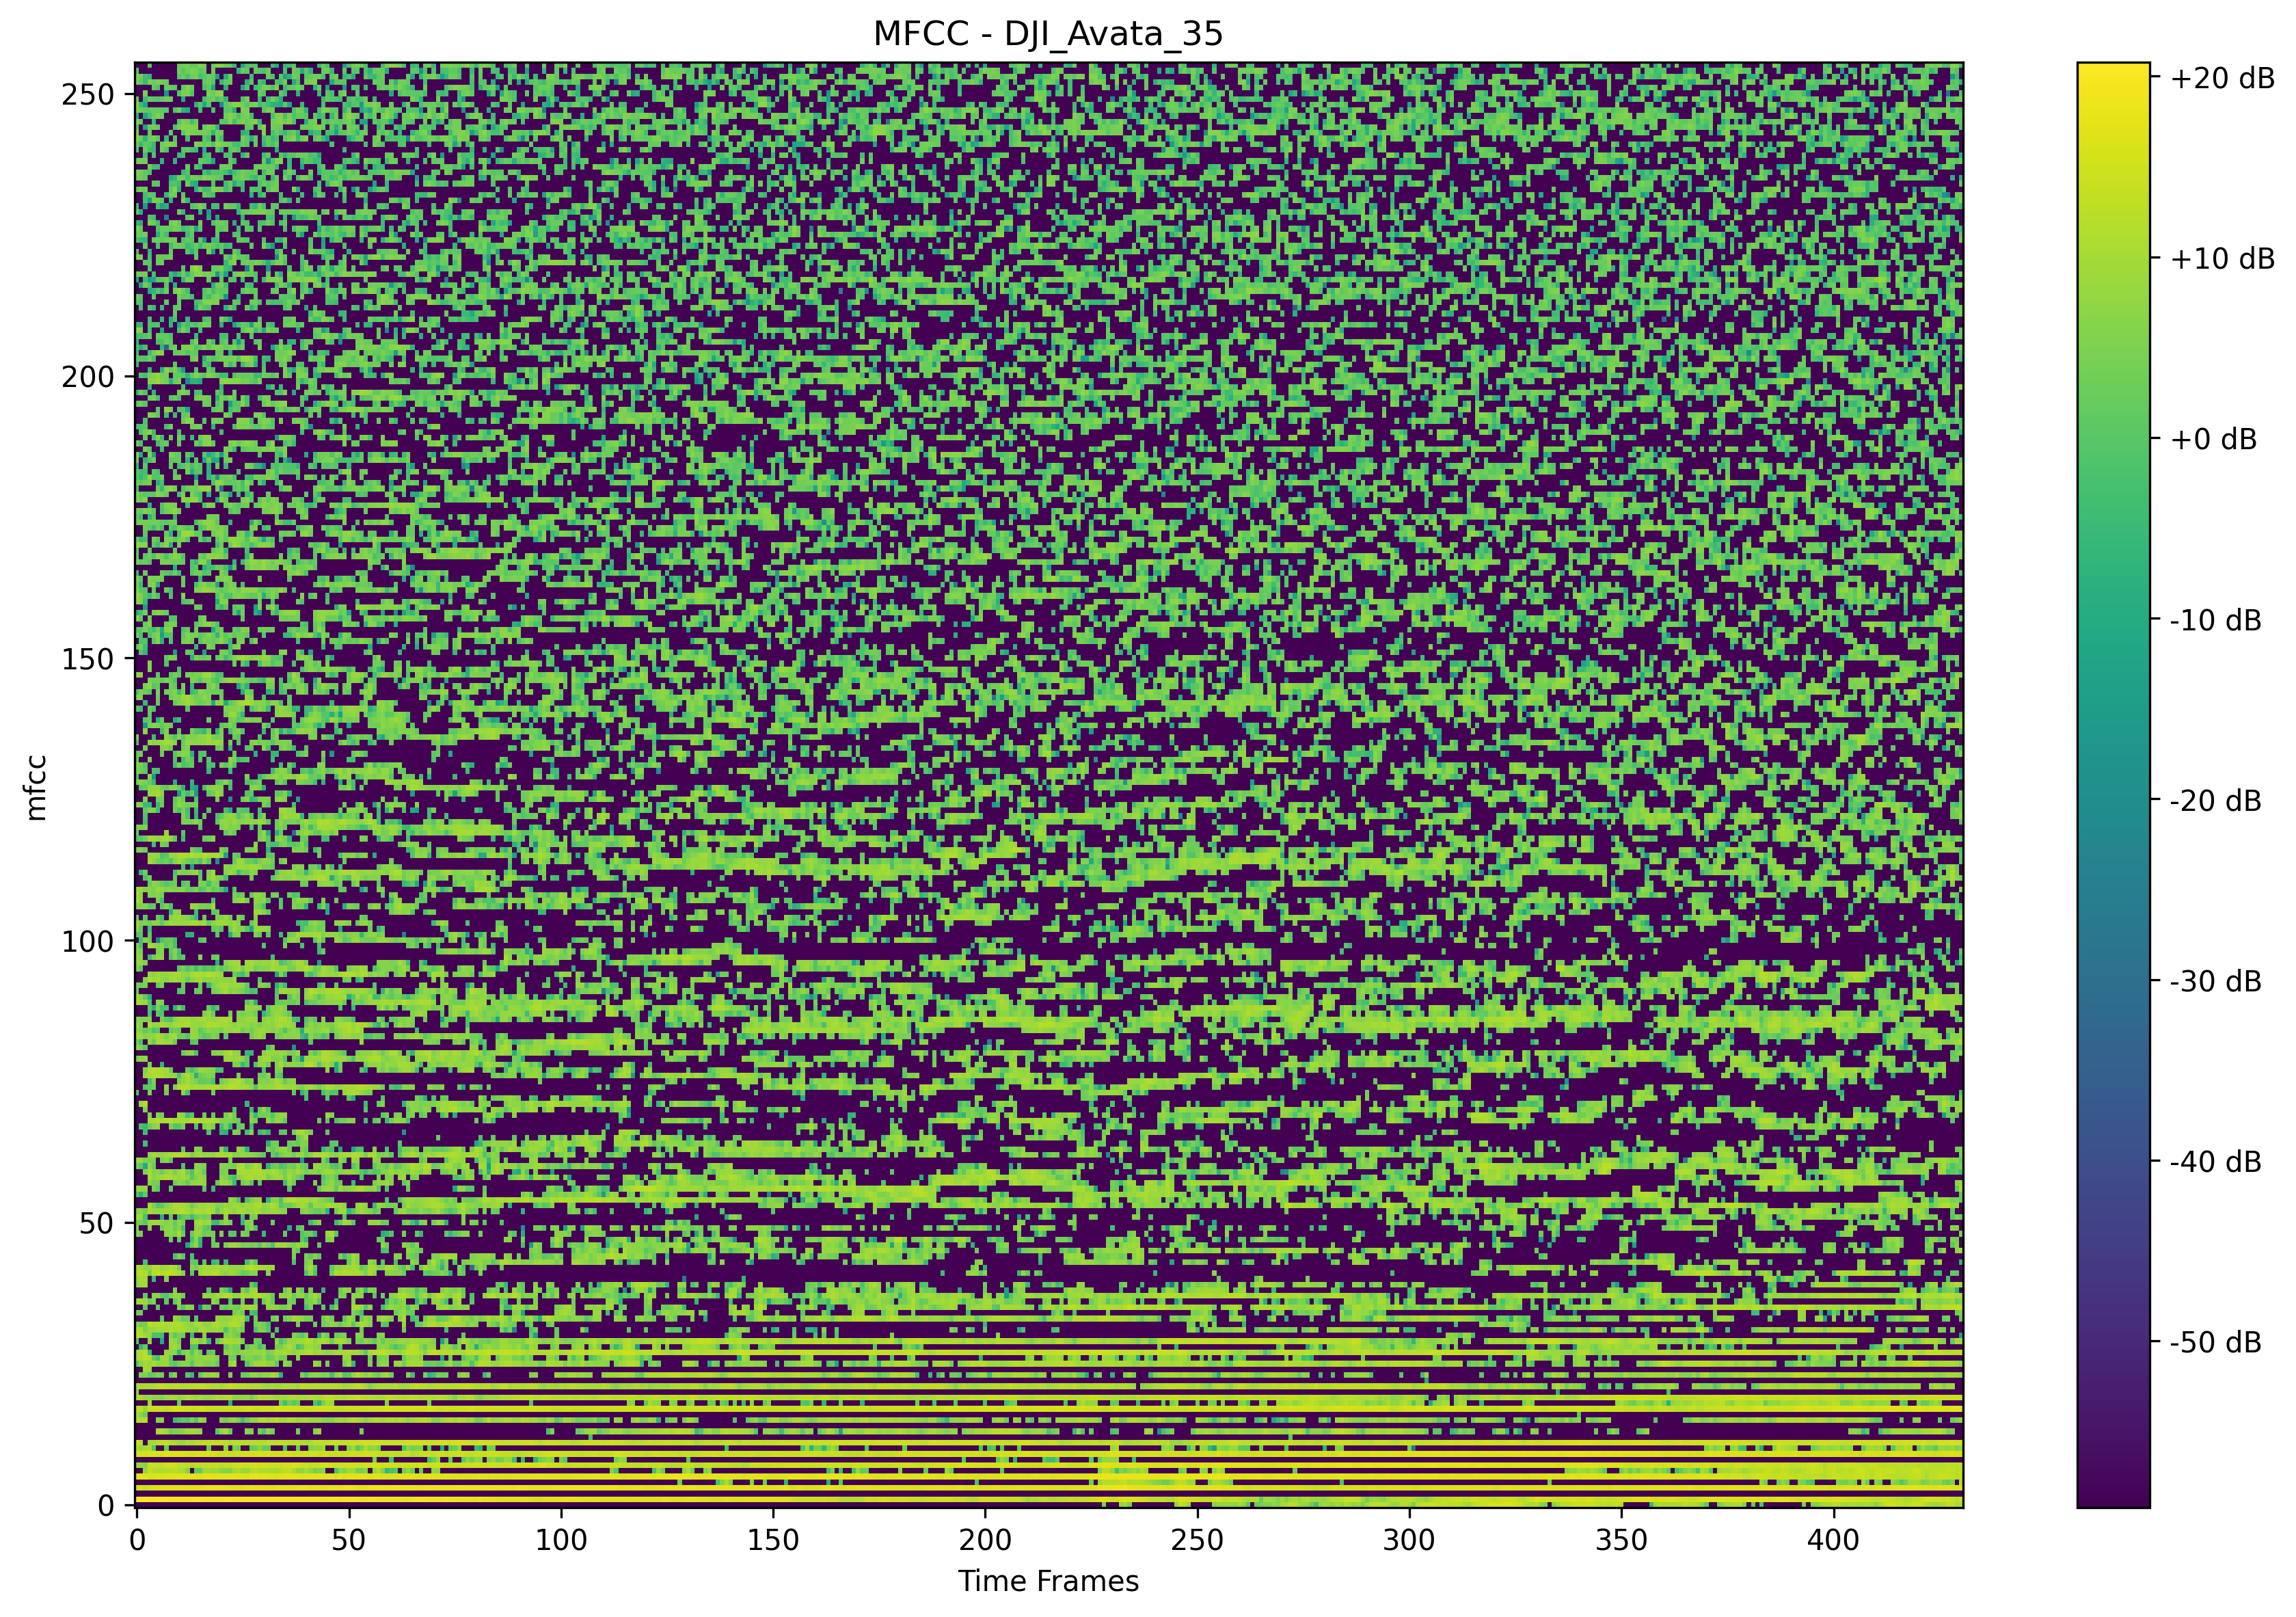 MFCC - DJI_Avata_35
250
200
150
100
50
0
mfcc
0 50 100 150 200 250 300 350 400
Time Frames
+20 dB
+10 dB
+0 dB
-10 dB
-20 dB
-30 dB
-40 dB
-50 dB